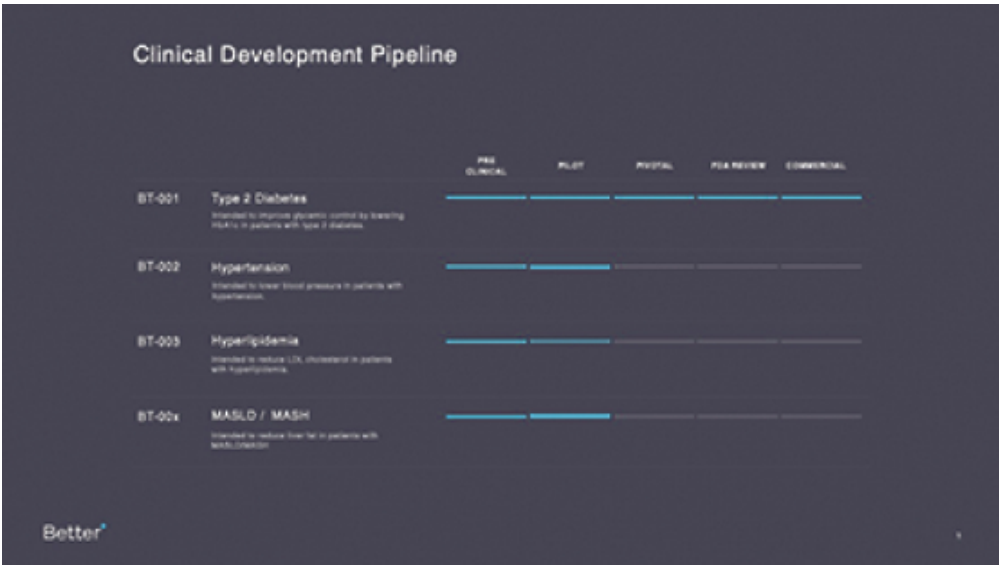 Clinical Development Pipeline
PRE
CLINICAL
PILOT
PIVOTAL
FDA REVIEW
COMMERCIAL
BT-001
Type 2 Diabetes
Intended to improve glycemic control by lowering
HbA1c in patients with type 2 diabetes.
BT-002
Hypertension
Intended to lower blood pressure in patients with
hypertension.
BT-003
Hyperlipidemia
Intended to reduce LDL cholesterol in patients
with hyperlipidemia.
BT-00x
MASLD / MASH
Intended to reduce liver fat in patients with
MASLD/MASH
Better